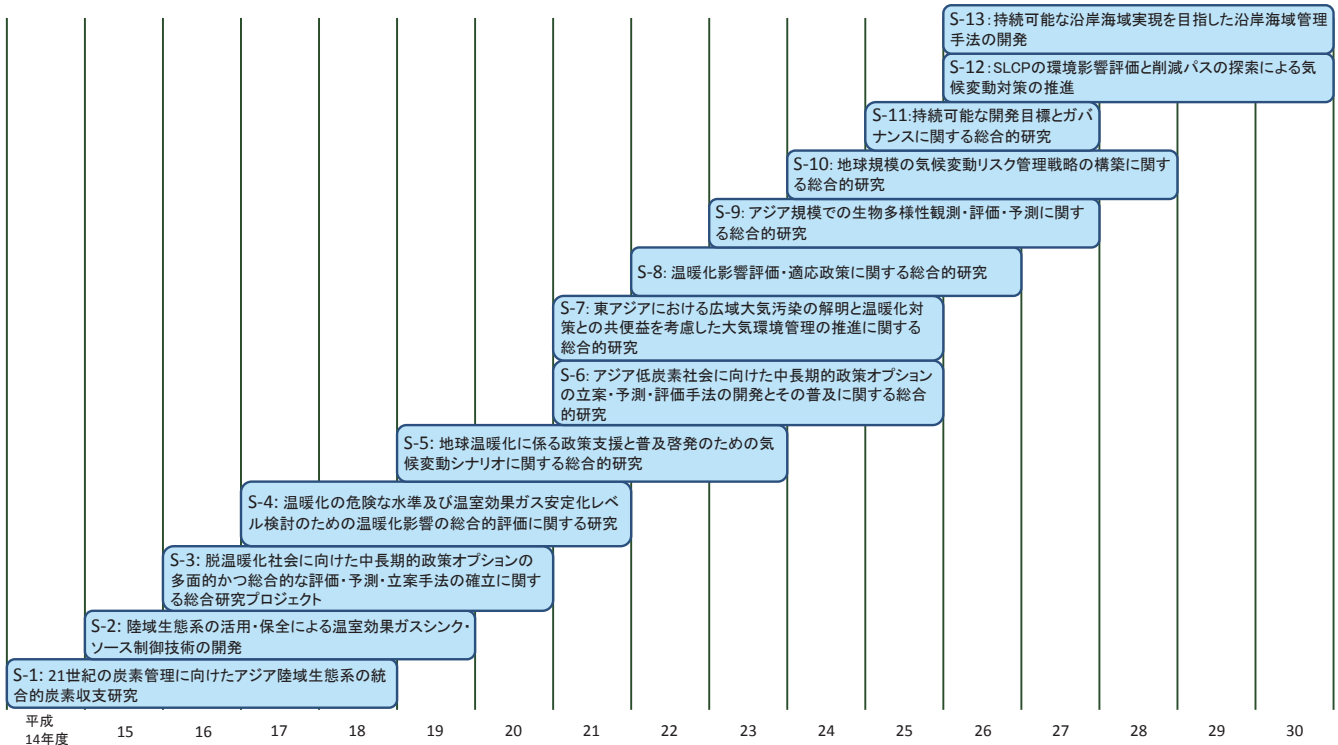 S-13:持続可能な沿岸海域実現を目指した沿岸海域管理
手法の開発
S-12:SLCPの環境影響評価と削減パスの探索による気
候変動対策の推進
S-11:持続可能な開発目標とガバ
ナンスに関する総合的研究
S-10: 地球規模の気候変動リスク管理戦略の構築に関す
る総合的研究
S-9: アジア規模での生物多様性観測・評価・予測に関す
る総合的研究
S-8: 温暖化影響評価・適応政策に関する総合的研究
S-7: 東アジアにおける広域大気汚染の解明と温暖化対
策との共便益を考慮した大気環境管理の推進に関する
総合的研究
S-6: アジア低炭素社会に向けた中長期的政策オプション
の立案・予測・評価手法の開発とその普及に関する総合
的研究
S-5: 地球温暖化に係る政策支援と普及啓発のための気
候変動シナリオに関する総合的研究
S-4: 温暖化の危険な水準及び温室効果ガス安定化レベ
ル検討のための温暖化影響の総合的評価に関する研究
S-3: 脱温暖化社会に向けた中長期的政策オプションの
多面的かつ総合的な評価・予測・立案手法の確立に関す
る総合研究プロジェクト
S-2: 陸域生態系の活用・保全による温室効果ガスシンク・
ソース制御技術の開発
S-1: 21世紀の炭素管理に向けたアジア陸域生態系の統
合的炭素収支研究
平成
14年度 15 16 17 18 19 20 21 22 23 24 25 26 27 28 29 30